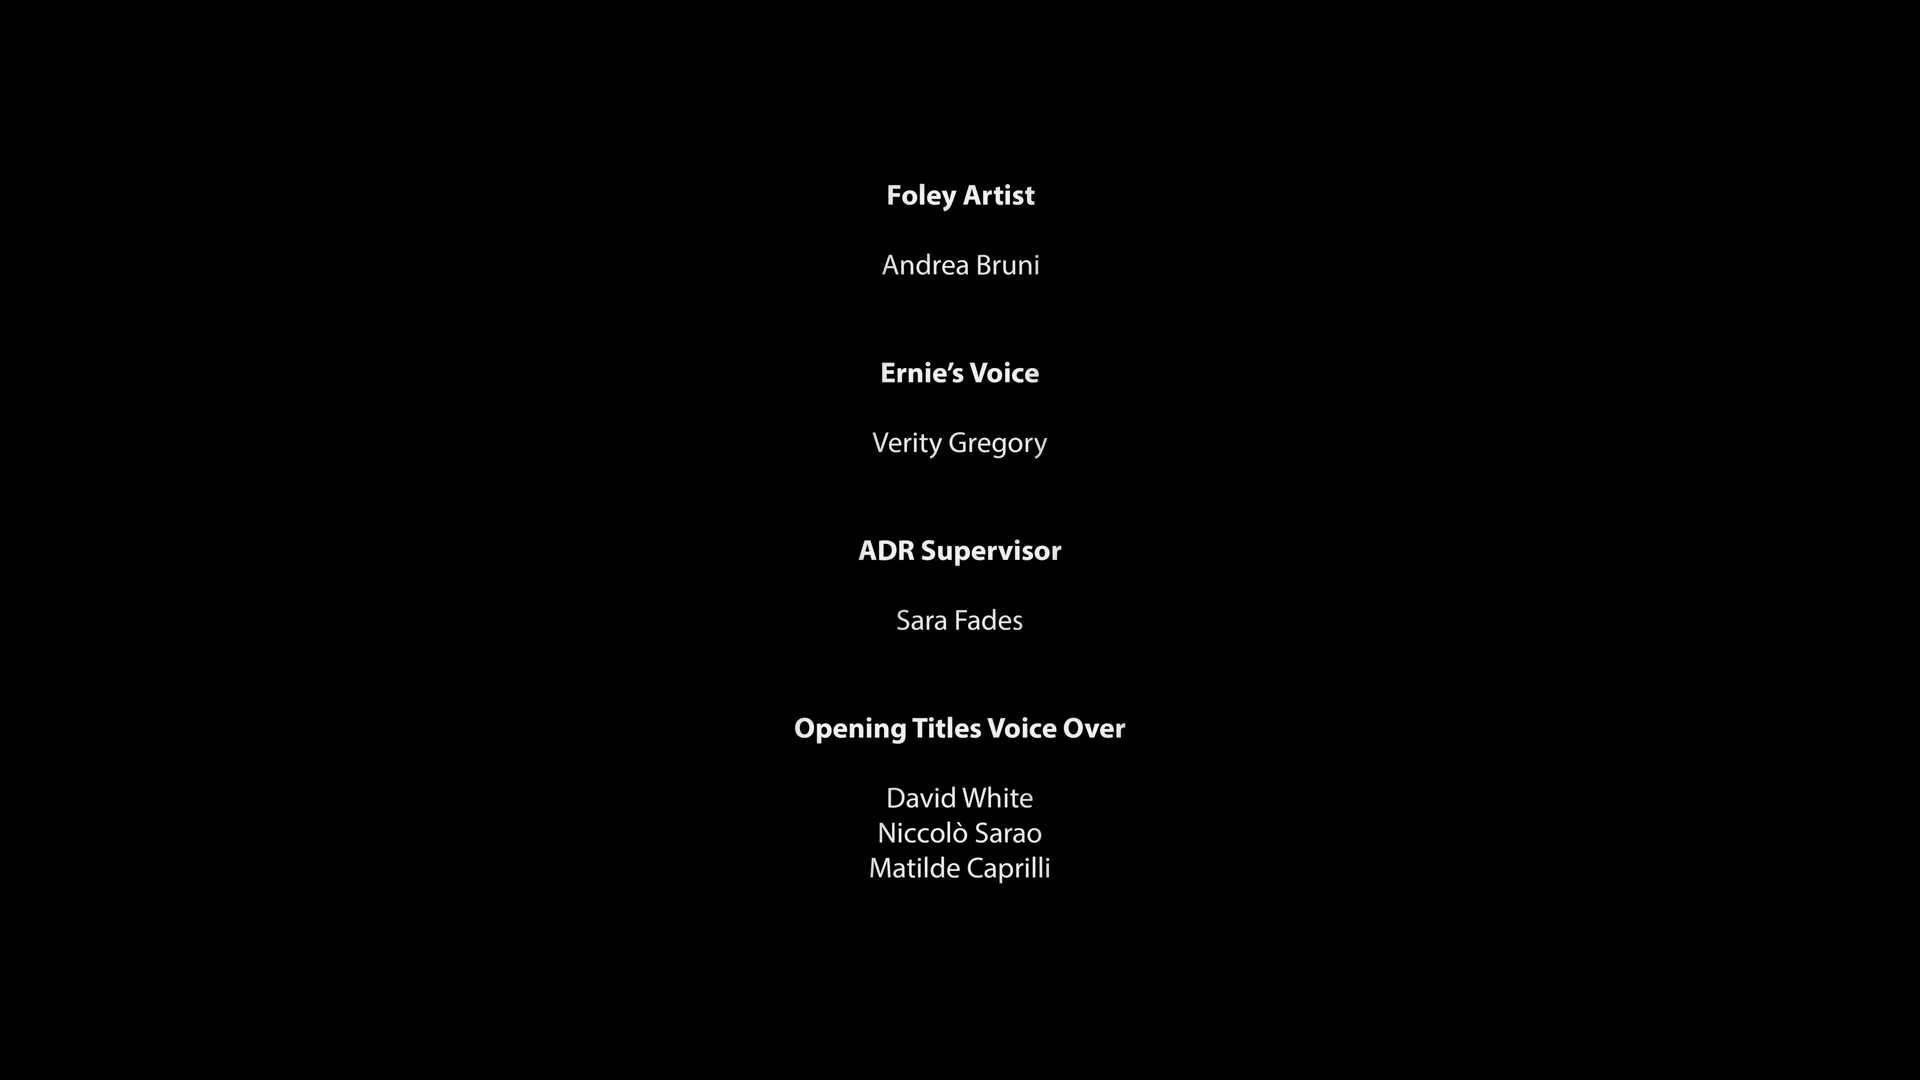 Foley Artist
Andrea Bruni
Ernie’s Voice
Verity Gregory
ADR Supervisor
Sara Fades
Opening Titles Voice Over
David White
Niccolò Sarao
Matilde Caprilli